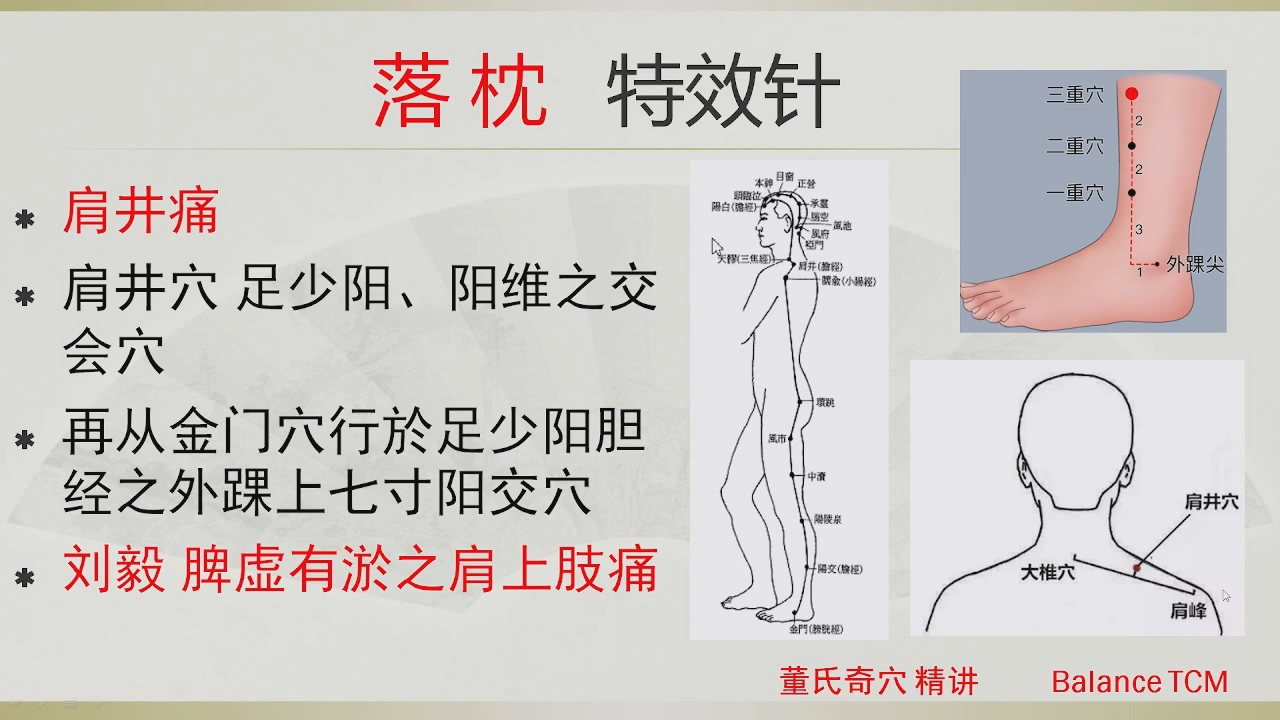 落枕 特效针
肩井痛
肩井穴 足少阳、阳维之交
会穴
再从金门穴行於足少阳胆
经之外踝上七寸阳交穴
刘毅 脾虚有淤之肩上肢痛
目窗
本神
正營
頭臨泣
陽白(膽經)
承靈
腦空
風池
風府
啞門
天髎(三焦經)
肩井(膽經)
臑俞(小腸經)
環跳
風市
中瀆
陽陵泉
陽交(膽經)
金門(膀胱經)
三重穴
2
二重穴
2
一重穴
3
外踝尖
1
肩井穴
大椎穴
肩峰
董氏奇穴 精讲
Balance TCM